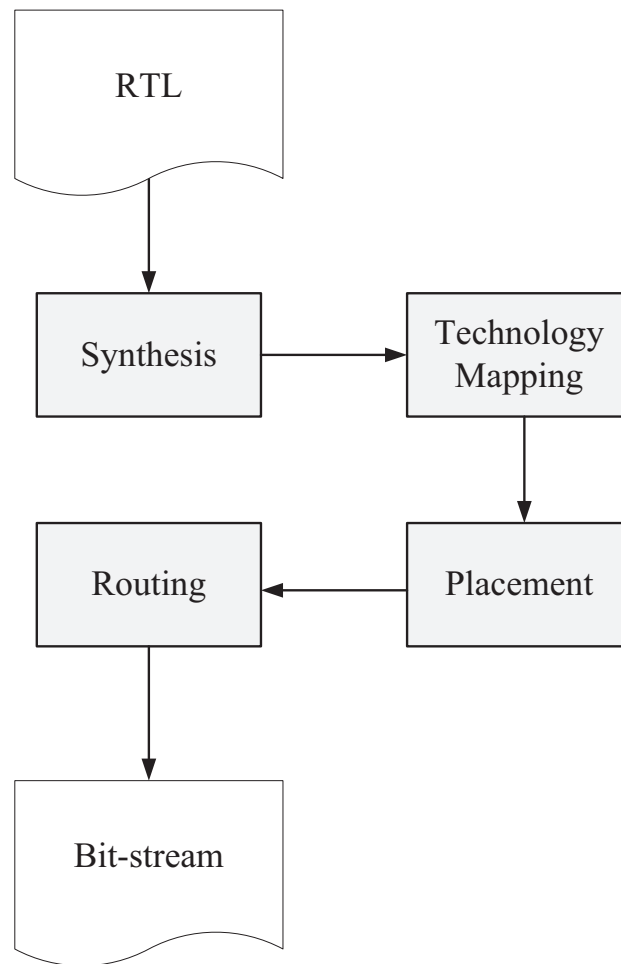 RTL
Synthesis
Technology
Mapping
Placement
Routing
Bit-stream